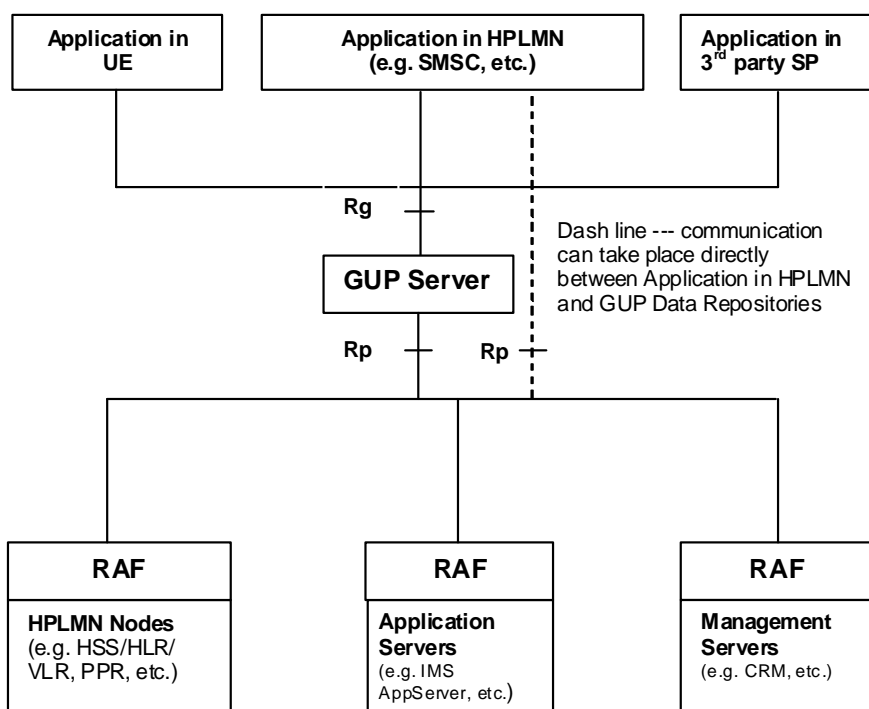 Application in
UE
Application in HPLMN
(e.g. SMSC, etc.)
Application in
3rd party SP
Rg
Dash line --- communication
can take place directly
between Application in HPLMN
and GUP Data Repositories
GUP Server
Rp
Rp
RAF
HPLMN Nodes
(e.g. HSS/HLR/
VLR, PPR, etc.)
RAF
Application
Servers
(e.g. IMS
AppServer, etc.)
RAF
Management
Servers
(e.g. CRM, etc.)